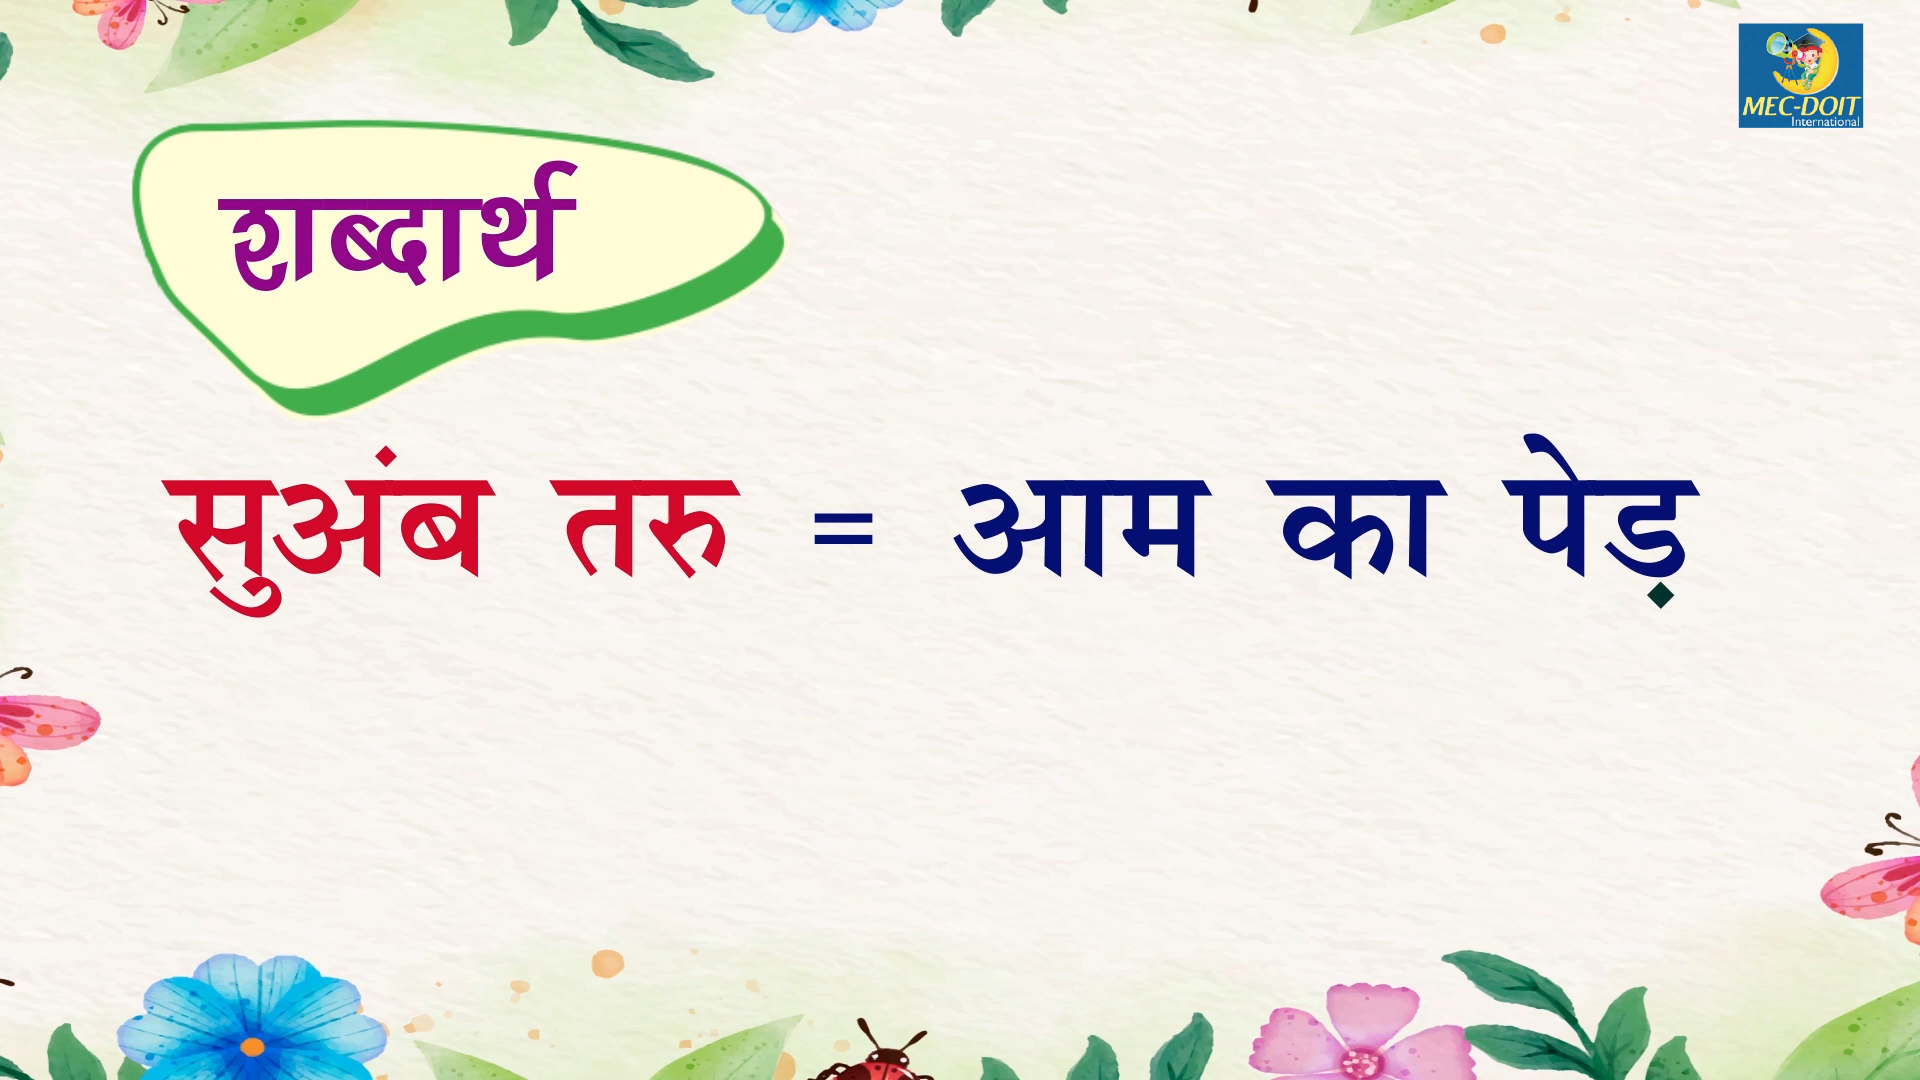 MEC-DOIT
International
शब्दार्थ
सुअंब तरु = आम का पेड़